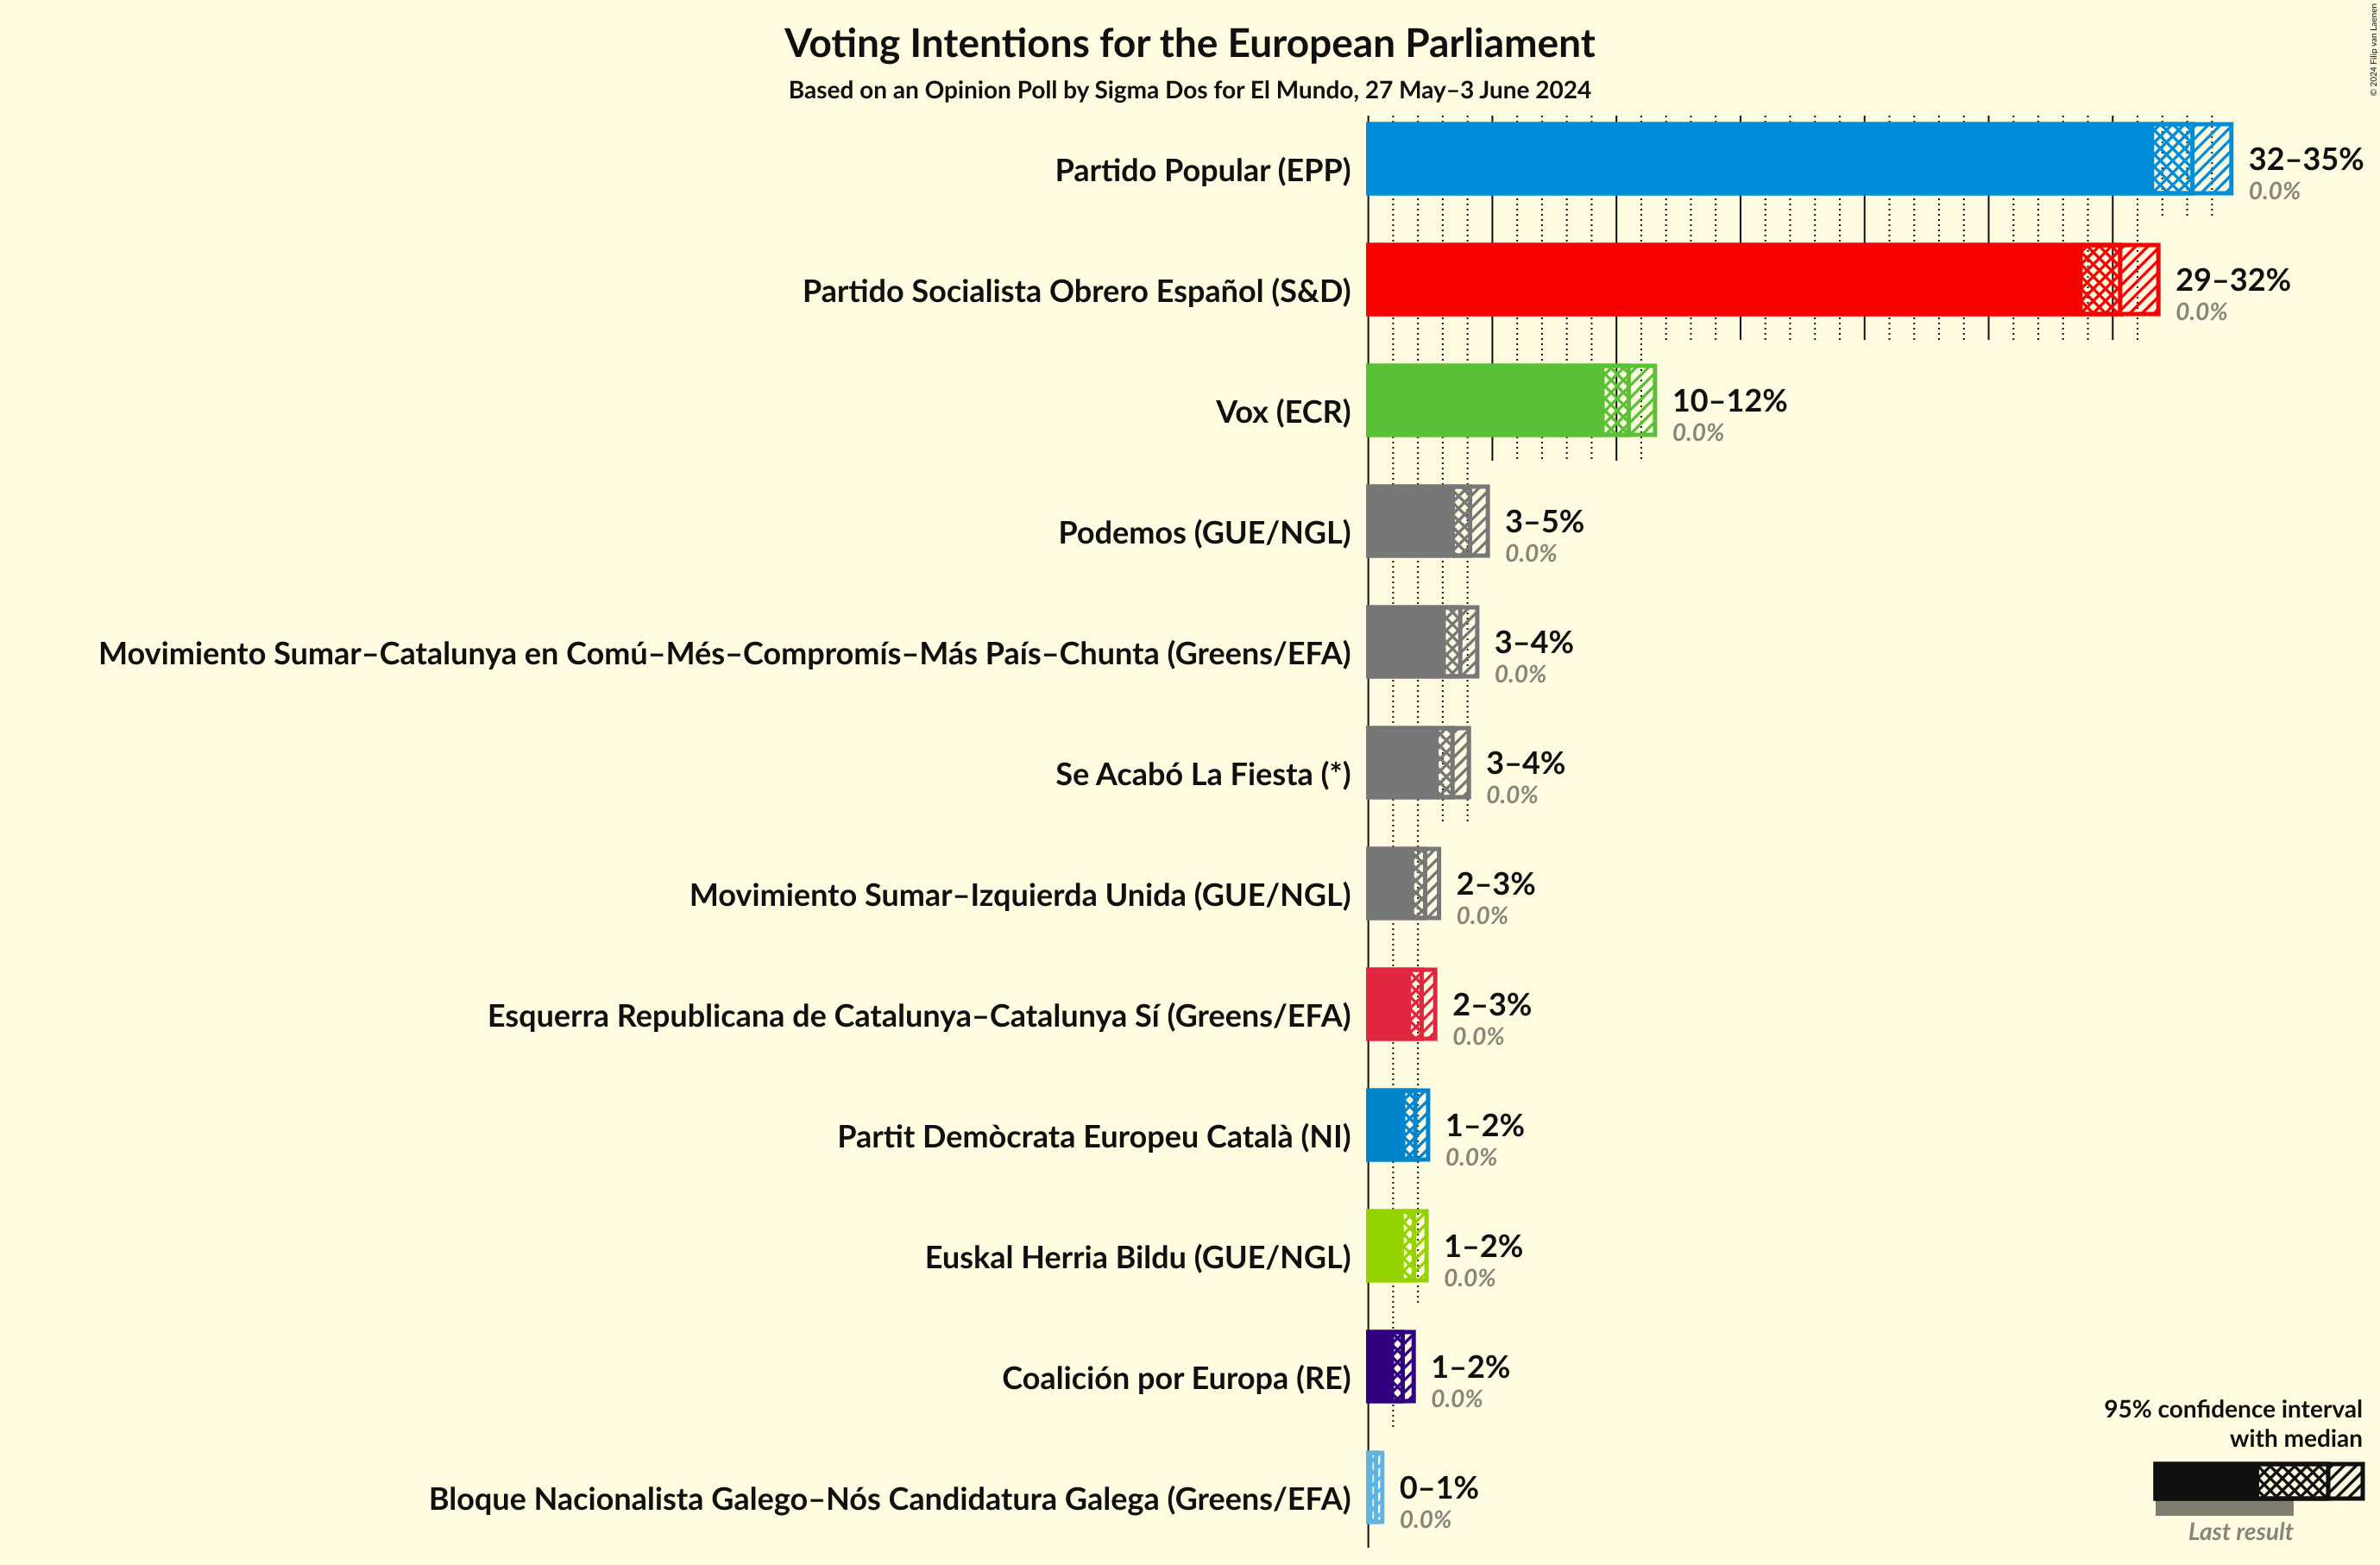 Voting Intentions for the European Parliament
Based on an Opinion Poll by Sigma Dos for El Mundo, 27 May–3 June 2024
© 2024 Filip van Laenen
Partido Popular (EPP)
32–35%
0.0%
Partido Socialista Obrero Español (S&D)
29–32%
0.0%
Vox (ECR)
10–12%
0.0%
Podemos (GUE/NGL)
3–5%
0.0%
Movimiento Sumar–Catalunya en Comú–Més–Compromís–Más País–Chunta (Greens/EFA)
3–4%
0.0%
Se Acabó La Fiesta (*)
3–4%
0.0%
Movimiento Sumar–Izquierda Unida (GUE/NGL)
2–3%
0.0%
Esquerra Republicana de Catalunya–Catalunya Sí (Greens/EFA)
2–3%
0.0%
Partit Demòcrata Europeu Català (NI)
1–2%
0.0%
Euskal Herria Bildu (GUE/NGL)
1–2%
0.0%
Coalición por Europa (RE)
1–2%
0.0%
Bloque Nacionalista Galego–Nós Candidatura Galega (Greens/EFA)
0–1%
0.0%
95% confidence interval
with median
Last result